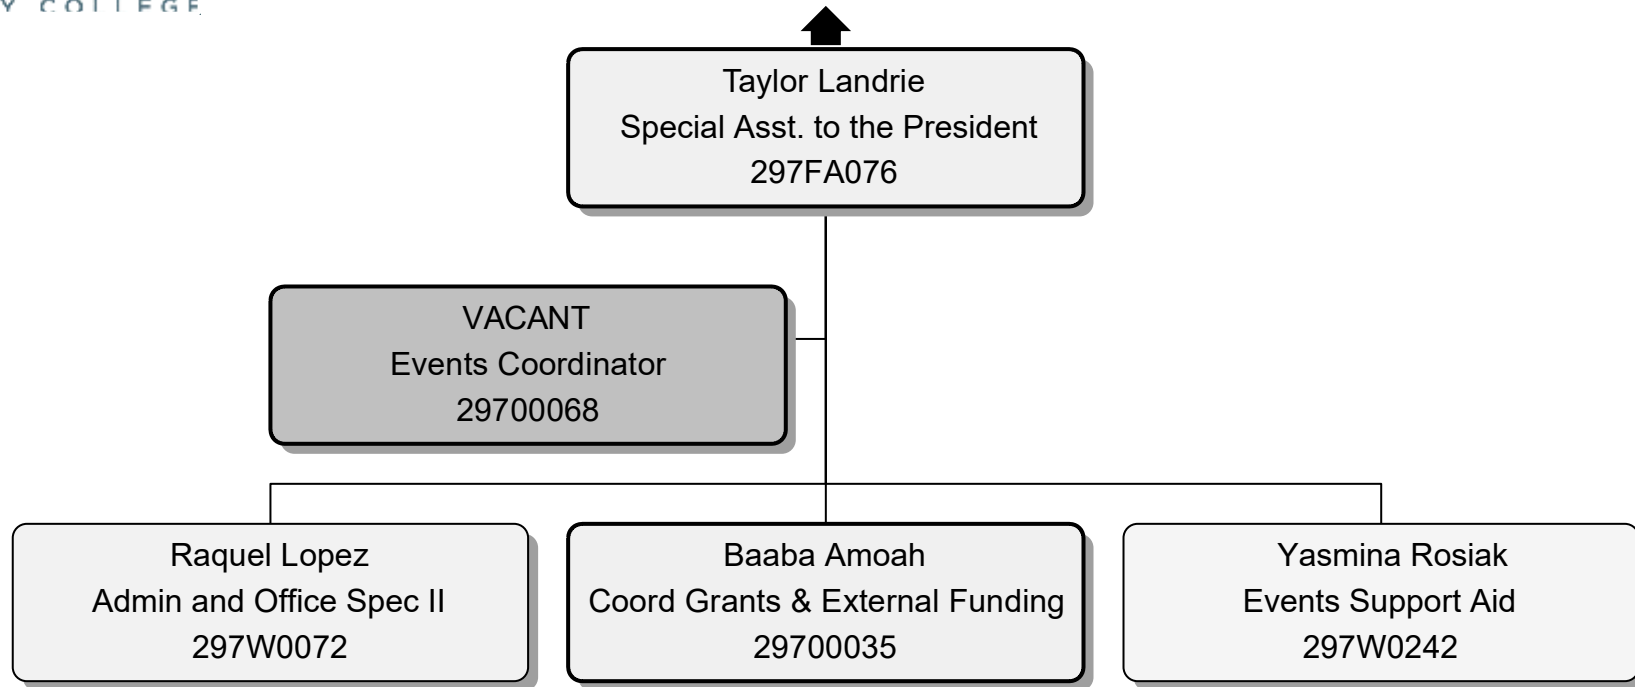 Y COLLEGE
Taylor Landrie
Special Asst. to the President
297FA076
VACANT
Events Coordinator
29700068
Raquel Lopez
Admin and Office Spec II
297W0072
Baaba Amoah
Coord Grants & External Funding
29700035
Yasmina Rosiak
Events Support Aid
297W0242